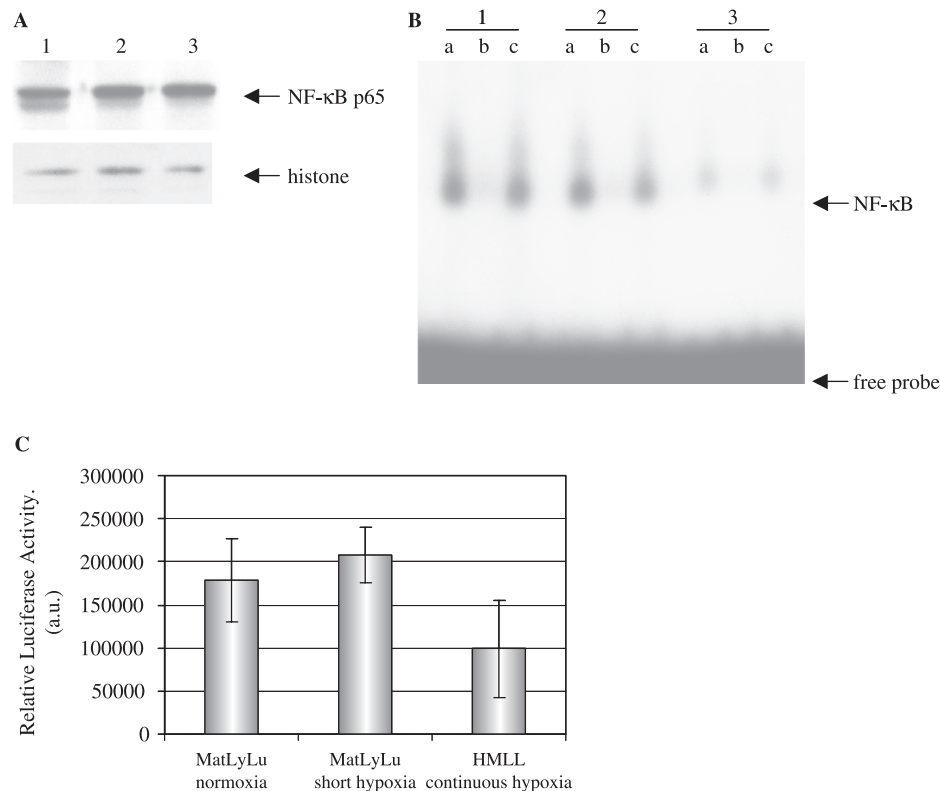 A
1 2 3
NF-κB p65
histone
B
1 2 3
a b c a b c a b c
NF-κB
free probe
C
Relative Luciferase Activity.
(a.u.)
300000
250000
200000
150000
100000
50000
0
MatLyLu
normoxia
MatLyLu
short hypoxia
HMLL
continuous hypoxia